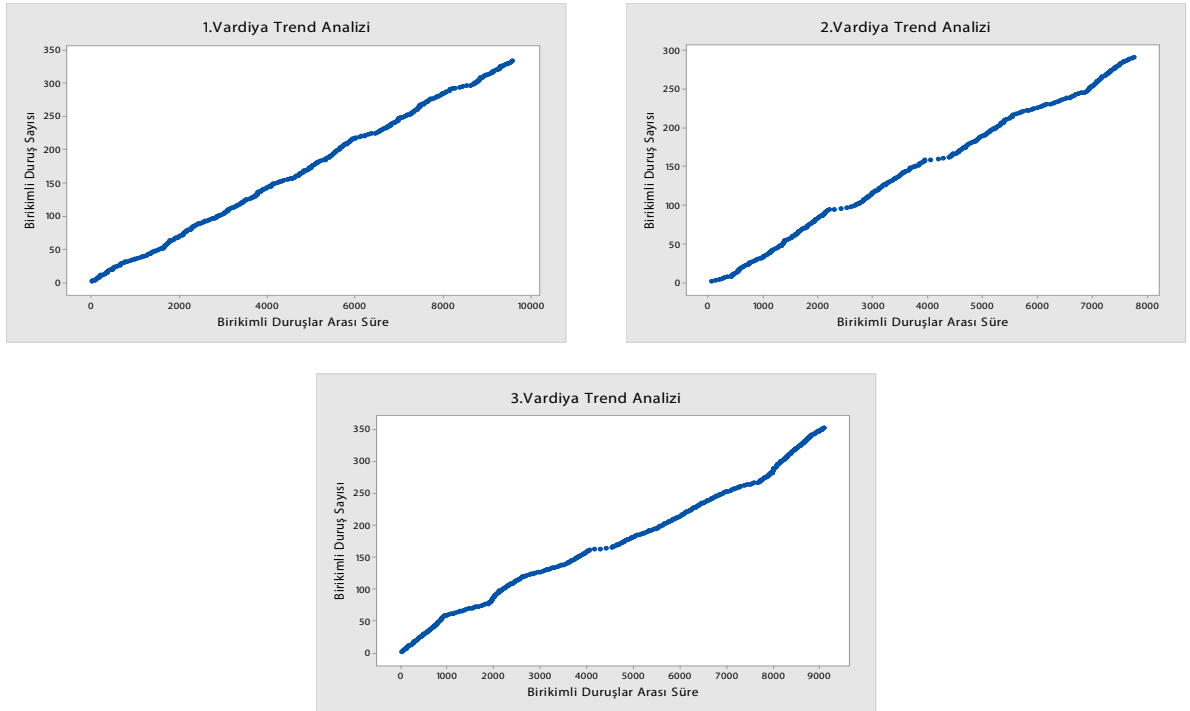 1.Vardiya Trend Analizi
350
300
250
200
150
100
50
0
Birikimli Duruş Sayısı
0 2000 4000 6000 8000 10000
Birikimli Duruşlar Arası Süre
2.Vardiya Trend Analizi
300
250
200
150
100
50
0
Birikimli Duruş Sayısı
0 1000 2000 3000 4000 5000 6000 7000 8000
Birikimli Duruşlar Arası Süre
3.Vardiya Trend Analizi
350
300
250
200
150
100
50
0
Birikimli Duruş Sayısı
0 1000 2000 3000 4000 5000 6000 7000 8000 9000
Birikimli Duruşlar Arası Süre